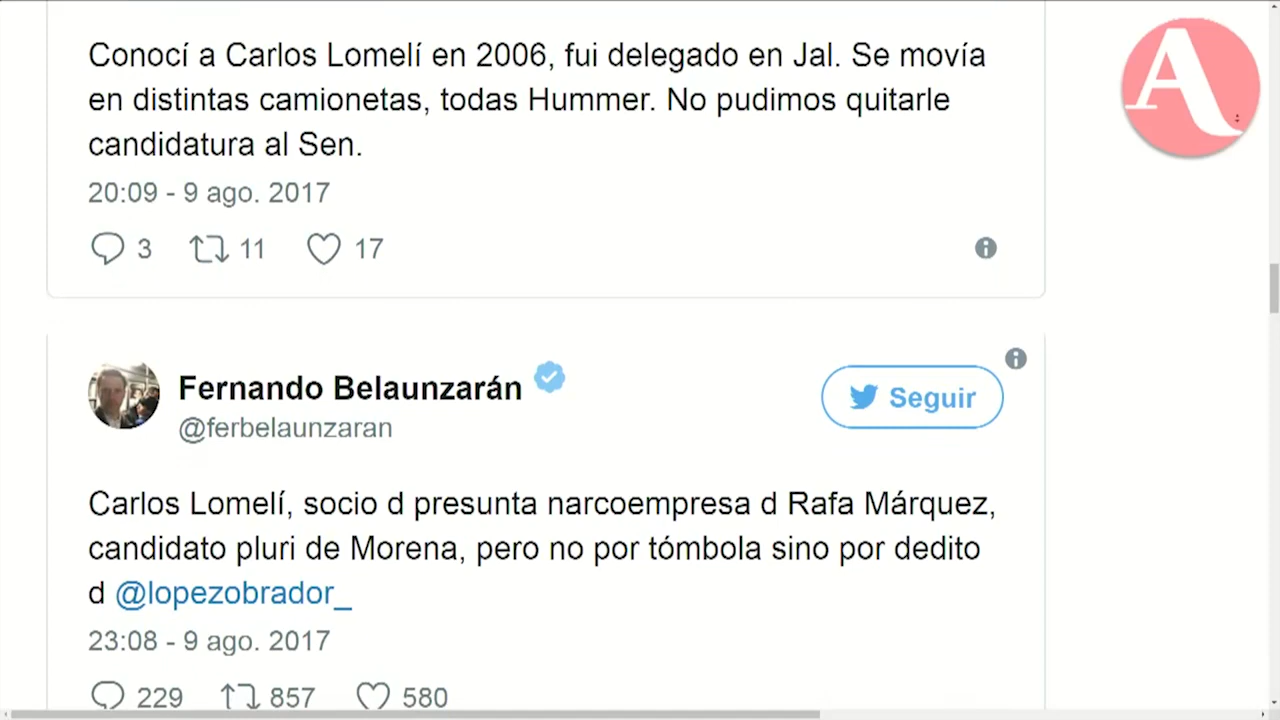 Conocí a Carlos Lomelí en 2006, fui delegado en Jal. Se movía
en distintas camionetas, todas Hummer. No pudimos quitarle
candidatura al Sen.
20:09 - 9 ago. 2017
3 11 17
A
Fernando Belaunzarán
@ferbelaunzaran
Seguir
Carlos Lomelí, socio d presunta narcoempresa d Rafa Márquez,
candidato pluri de Morena, pero no por tómbola sino por dedito
d @lopezobrador_
23:08 - 9 ago. 2017
229 857 580